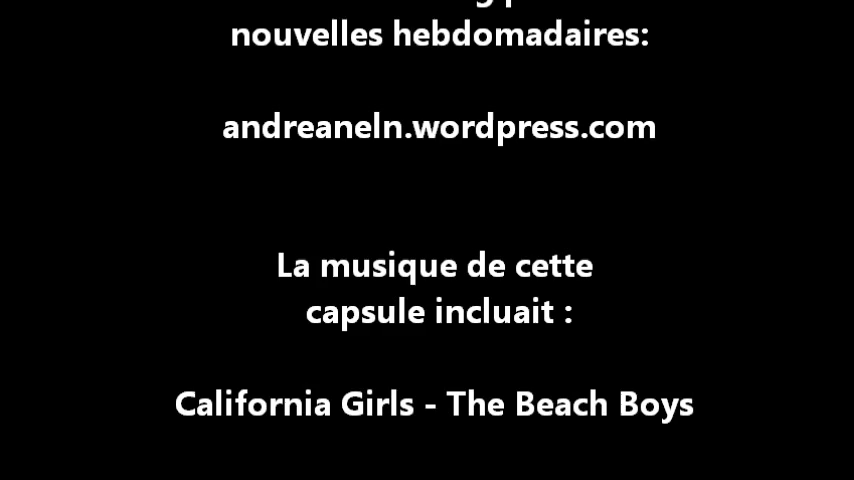 nouvelles hebdomadaires:
andreaneln.wordpress.com
La musique de cette
capsule incluait :
California Girls - The Beach Boys